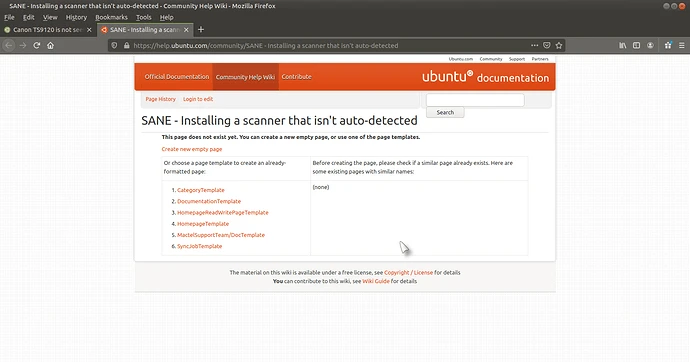 SANE - Installing a scanner that isn't auto-detected - Community Help Wiki - Mozilla Firefox
File Edit View History Bookmarks Tools Help
Canon TS9120 is not see
SANE - Installing a scanner
https://help.ubuntu.com/community/SANE - Installing a scanner that isn't auto-detected
Ubuntu.com Community Support Partners
Official Documentation Community Help Wiki Contribute
ubuntu® documentation
Page History Login to edit
Search
SANE - Installing a scanner that isn't auto-detected
This page does not exist yet. You can create a new empty page, or use one of the page templates.
Create new empty page
Or choose a page template to create an already-
formatted page:
1. CategoryTemplate
2. DocumentationTemplate
3. HomepageReadWritePageTemplate
4. HomepageTemplate
5. MactelSupportTeam/DocTemplate
6. SyncJobTemplate
Before creating the page, please check if a similar page already exists. Here are
some existing pages with similar names:
(none)
The material on this wiki is available under a free license, see Copyright / License for details
You can contribute to this wiki, see Wiki Guide for details